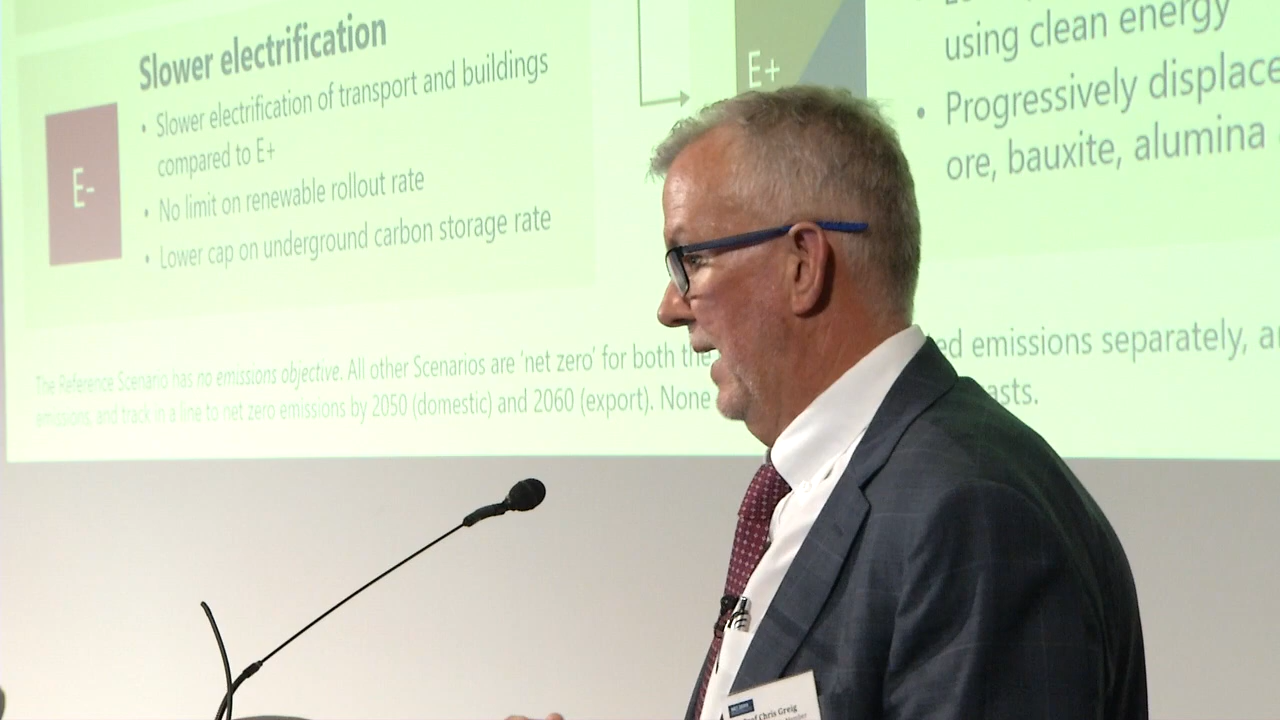 Slower electrification
• Slower electrification of transport and buildings
compared to E+
• No limit on renewable rollout rate
• Lower cap on underground carbon storage rate
E-
E+
using clean energy
• Progressively displace
ore, bauxite, alumina
The Reference Scenario has no emissions objective. All other Scenarios are 'net zero' for both the ed emissions separately, a
emissions and track in a line to net zero emissions by 2050 (domestic) and 2060 (export). None asts.
Prof Chris Greig
Member